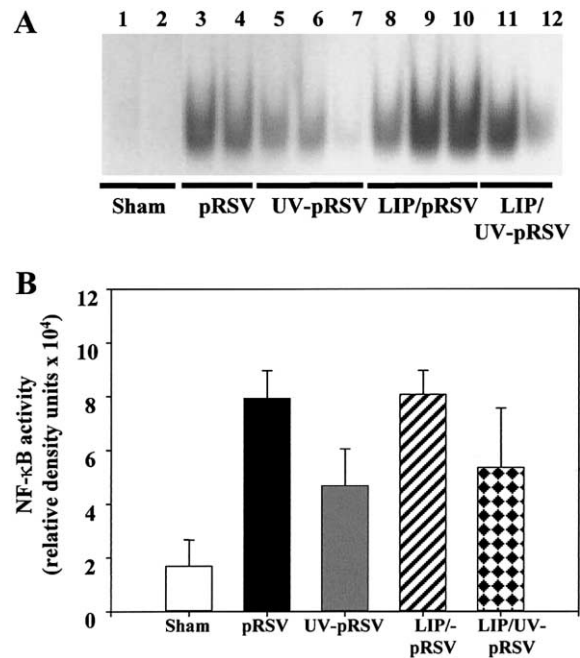 A
1 2 3 4 5 6 7 8 9 10 11 12
Sham pRSV UV-pRSV LIP/pRSV LIP/
UV-pRSV
B
NF-κB activity
(relative density units x 10⁴)
12
10
8
6
4
2
0
Sham pRSV UV-pRSV LIP/- LIP/UV-
pRSV pRSV